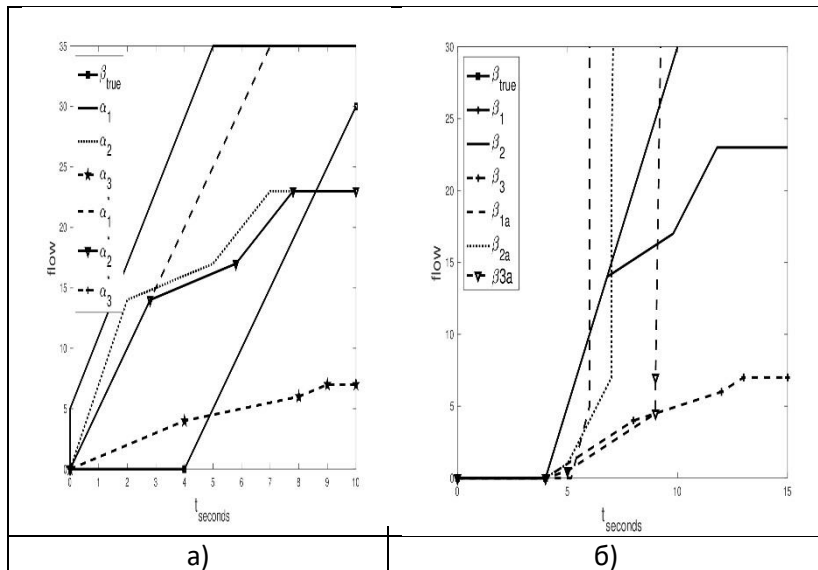 35
30
25
20
15
10
5
0
flow
β_true
α_1
α_2
α_3
α_1*
α_2*
α_3*
0 1 2 3 4 5 6 7 8 9 10
t_seconds
а)
30
25
20
15
10
5
0
flow
β_true
β_1
β_2
β_3
β_1a
β_2a
β3a
0 5 10 15
t_seconds
б)